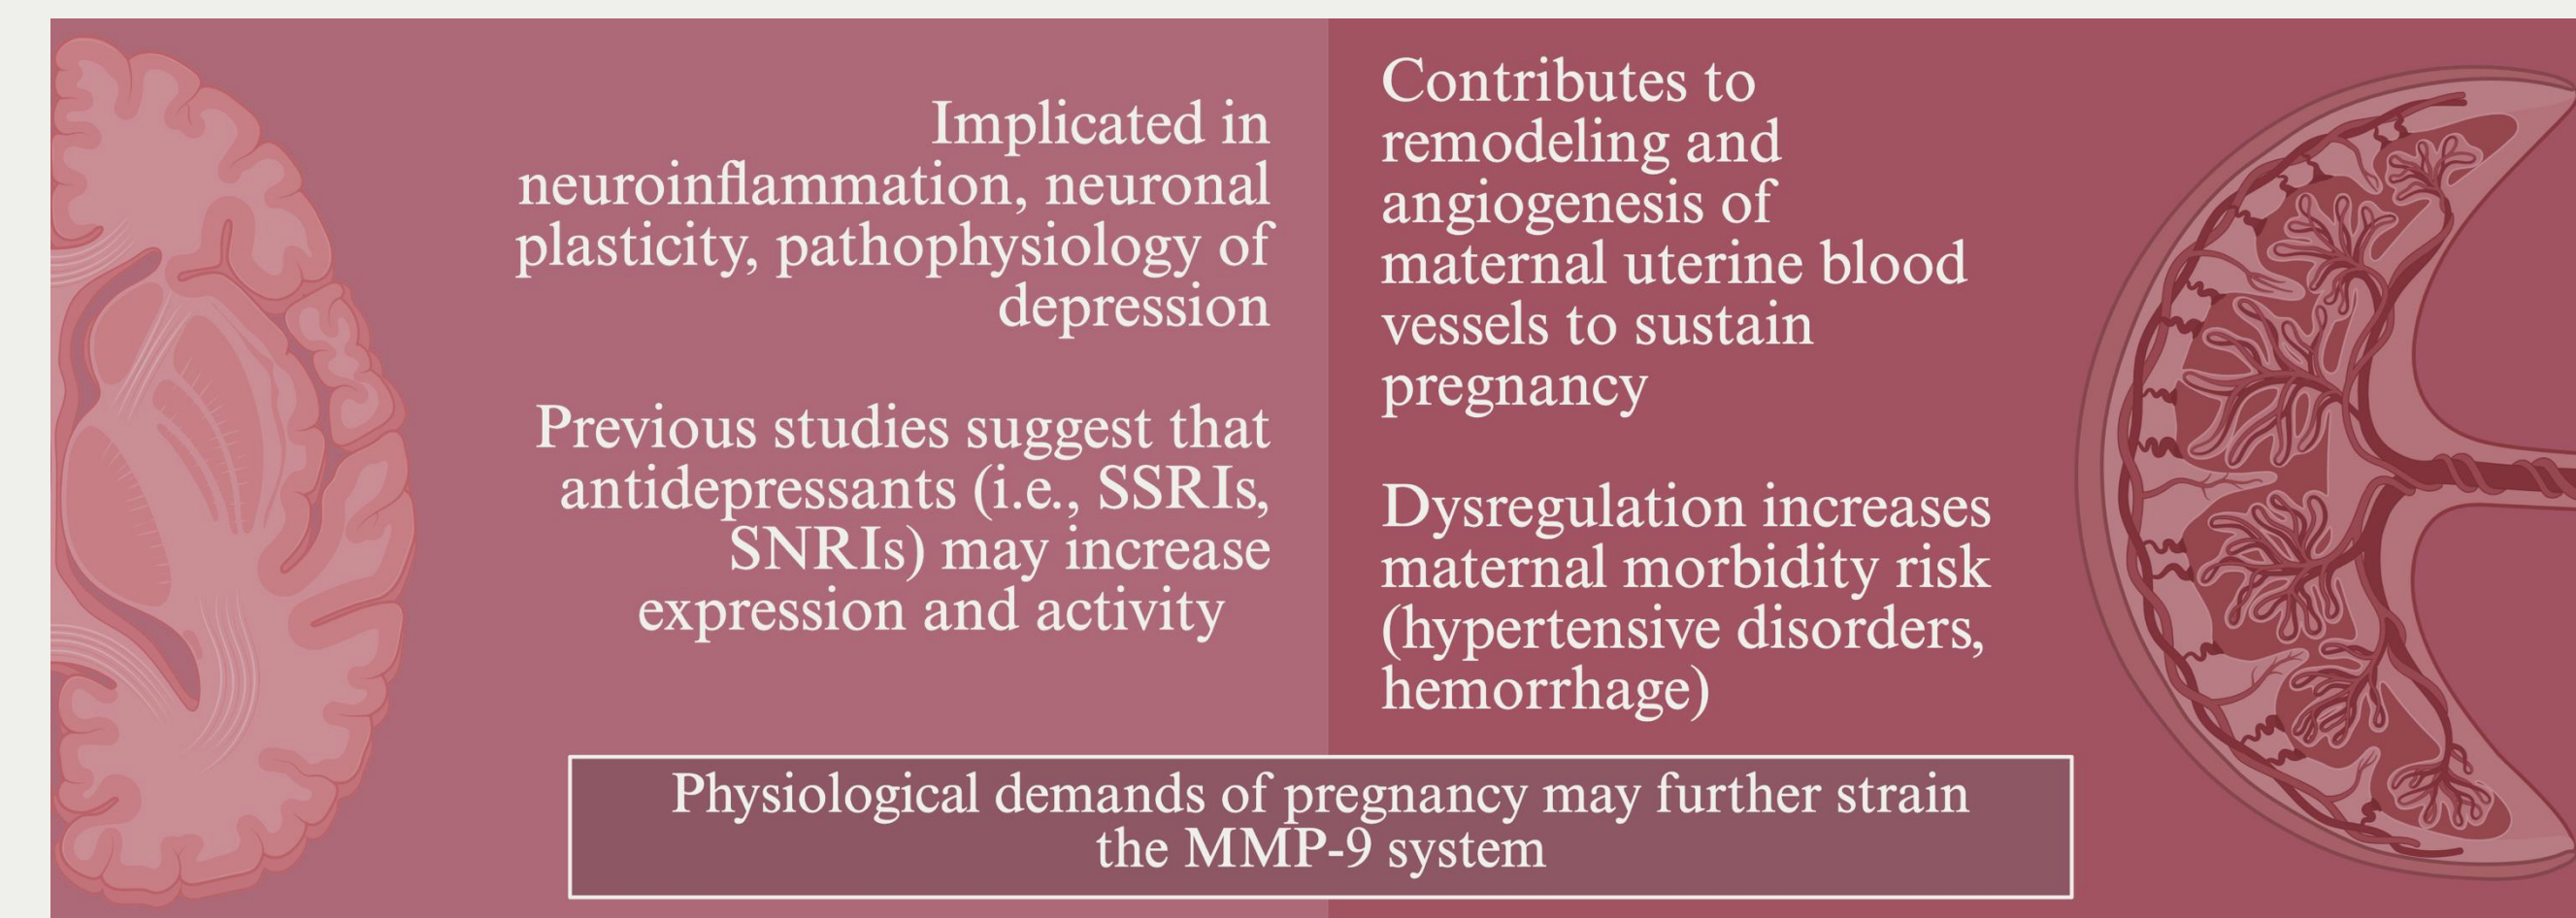 Implicated in
neuroinflammation, neuronal
plasticity, pathophysiology of
depression
Previous studies suggest that
antidepressants (i.e., SSRIs,
SNRIs) may increase
expression and activity
Contributes to
remodeling and
angiogenesis of
maternal uterine blood
vessels to sustain
pregnancy
Dysregulation increases
maternal morbidity risk
(hypertensive disorders,
hemorrhage)
Physiological demands of pregnancy may further strain
the MMP-9 system